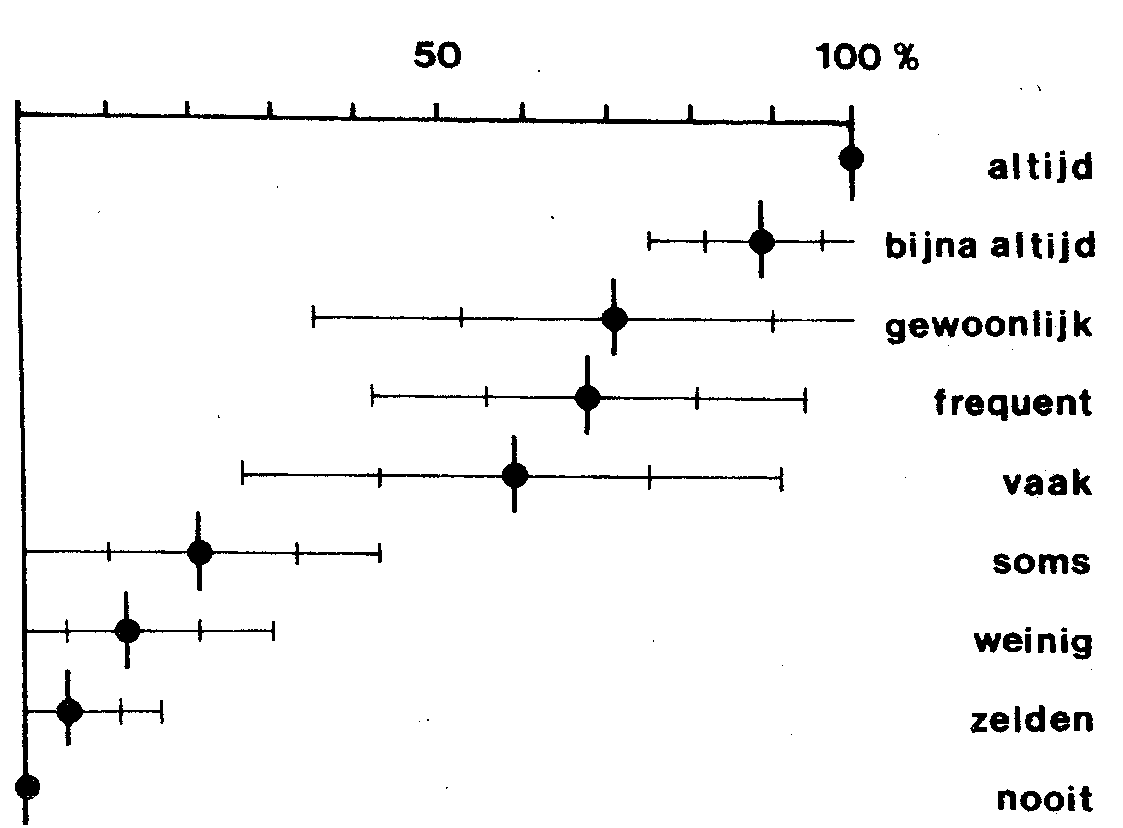 50 100 %
altijd
bijna altijd
gewoonlijk
frequent
vaak
soms
weinig
zelden
nooit